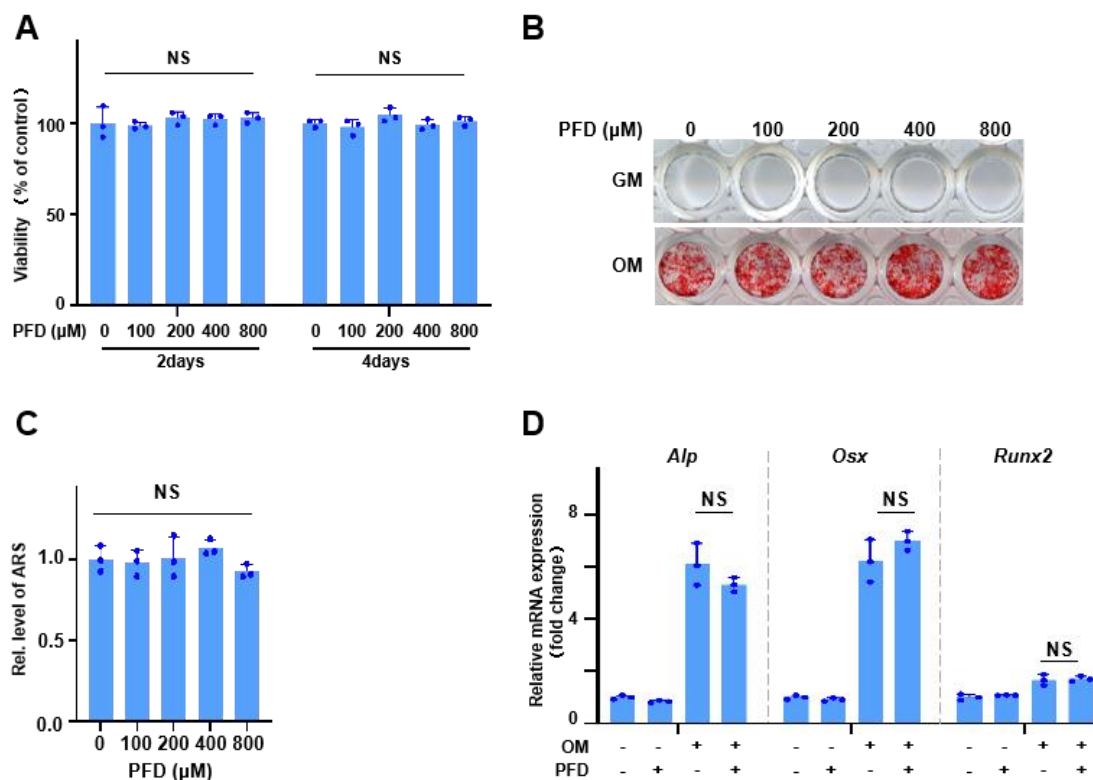 A
NS NS
Viability (% of control)
100
50
0
PFD (µM) 0 100 200 400 800 0 100 200 400 800
2days 4days
B
PFD (µM) 0 100 200 400 800
GM
OM
C
NS
Rel. level of ARS
1.0
0.5
0.0
0 100 200 400 800
PFD (µM)
D
Alp Osx Runx2
NS NS NS
Relative mRNA expression
(fold change)
8
4
2
0
OM - - + + - - + + - - + +
PFD - + - + - + - + - + - +